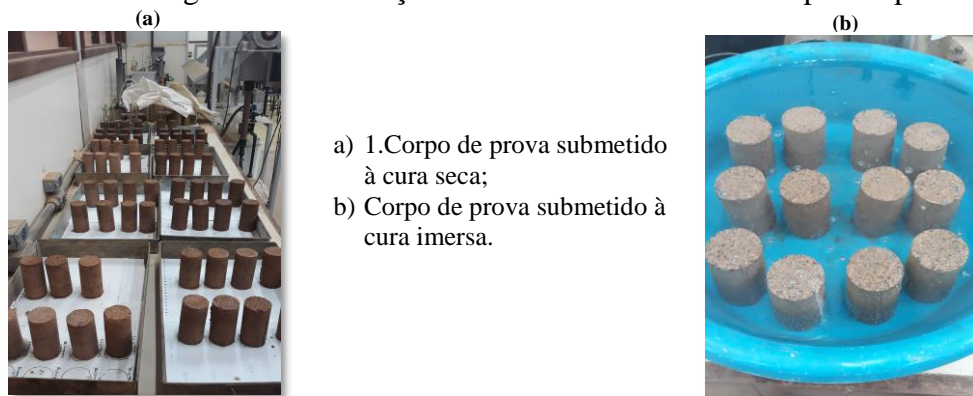 (a)
(b)
a) 1.Corpo de prova submetido
à cura seca;
b) Corpo de prova submetido à
cura imersa.